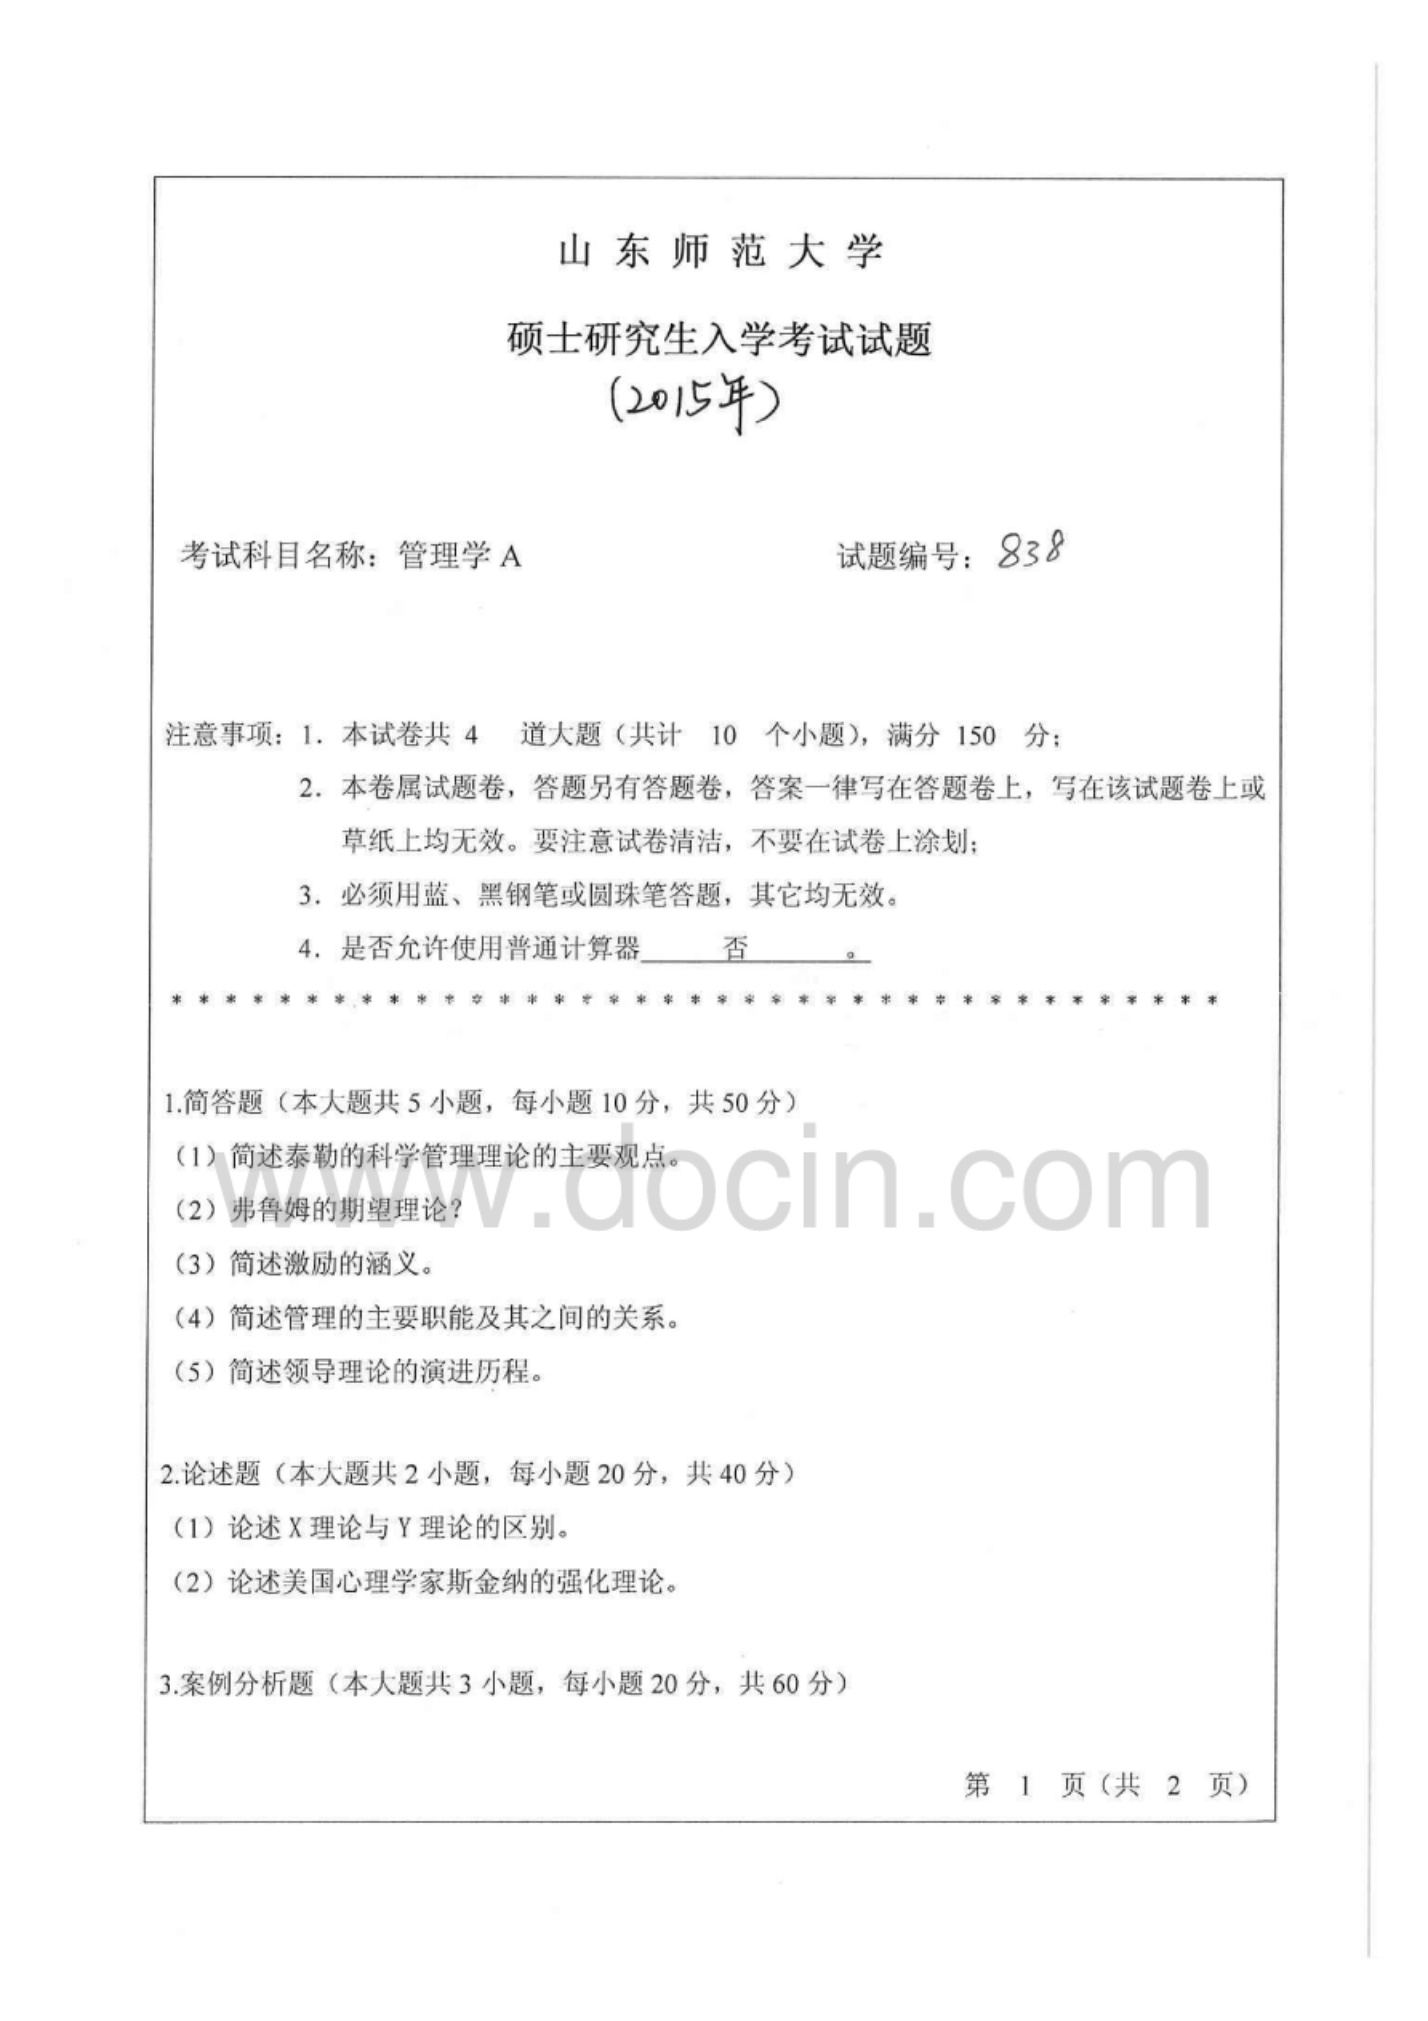 山东师范大学
硕士研究生入学考试试题
(2015年)
考试科目名称：管理学 A 试题编号：838
注意事项：1．本试卷共 4 道大题（共计 10 个小题），满分 150 分；
2．本卷属试题卷，答题另有答题卷，答案一律写在答题卷上，写在该试题卷上或
草纸上均无效。要注意试卷清洁，不要在试卷上涂划；
3．必须用蓝、黑钢笔或圆珠笔答题，其它均无效。
4．是否允许使用普通计算器 否 。
* * * * * * * * * * * * * * * * * * * * * * * * * * * * * * * * * * * * * * *
1.简答题（本大题共 5 小题，每小题 10 分，共 50 分）
（1）简述泰勒的科学管理理论的主要观点。
（2）弗鲁姆的期望理论？
（3）简述激励的涵义。
（4）简述管理的主要职能及其之间的关系。
（5）简述领导理论的演进历程。
2.论述题（本大题共 2 小题，每小题 20 分，共 40 分）
（1）论述 X 理论与 Y 理论的区别。
（2）论述美国心理学家斯金纳的强化理论。
3.案例分析题（本大题共 3 小题，每小题 20 分，共 60 分）
第 1 页（共 2 页）
www.docin.com